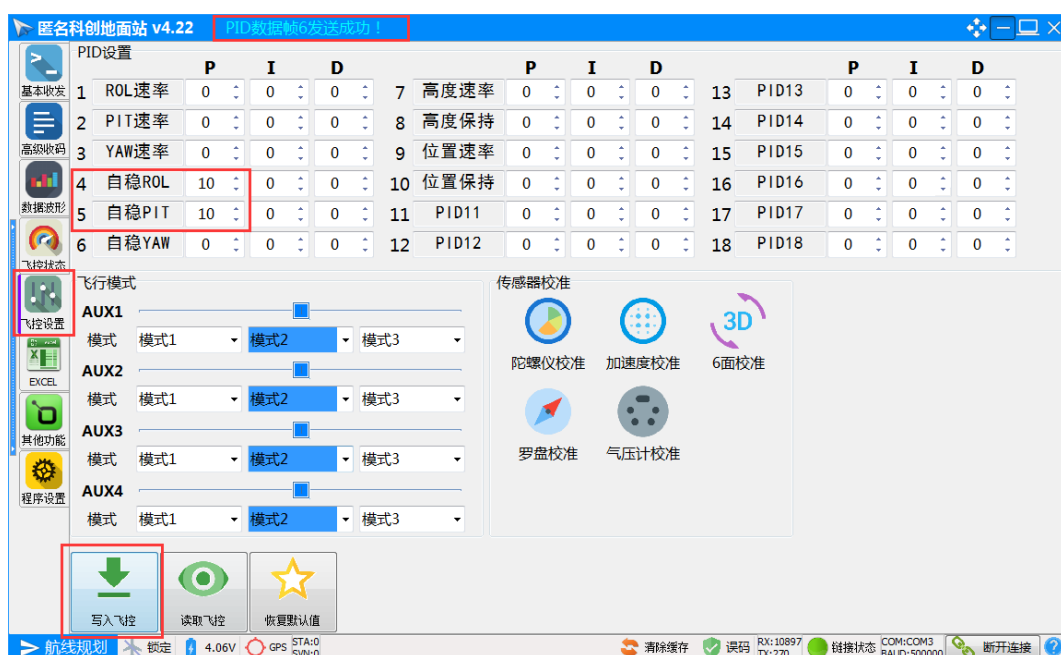 匿名科创地面站 v4.22 PID数据帧6发送成功！
PID设置
P I D P I D P I D
基本收发
1 ROL速率 0 0 0 7 高度速率 0 0 0 13 PID13 0 0 0
2 PIT速率 0 0 0 8 高度保持 0 0 0 14 PID14 0 0 0
高级收码
3 YAW速率 0 0 0 9 位置速率 0 0 0 15 PID15 0 0 0
4 自稳ROL 10 0 0 10 位置保持 0 0 0 16 PID16 0 0 0
数据波形
5 自稳PIT 10 0 0 11 PID11 0 0 0 17 PID17 0 0 0
6 自稳YAW 0 0 0 12 PID12 0 0 0 18 PID18 0 0 0
飞控状态
飞行模式 传感器校准
AUX1
飞控设置
模式 模式1 模式2 模式3
3D
陀螺仪校准 加速度校准 6面校准
AUX2
EXCEL
模式 模式1 模式2 模式3
AUX3
其他功能
模式 模式1 模式2 模式3
罗盘校准 气压计校准
AUX4
程序设置
模式 模式1 模式2 模式3
写入飞控 读取飞控 恢复默认值
航线规划 锁定 4.06V GPS STA:0 SVN:0 清除缓存 误码 RX:10897 TX:270 链接状态 COM:COM3 BAUD:500000 断开连接